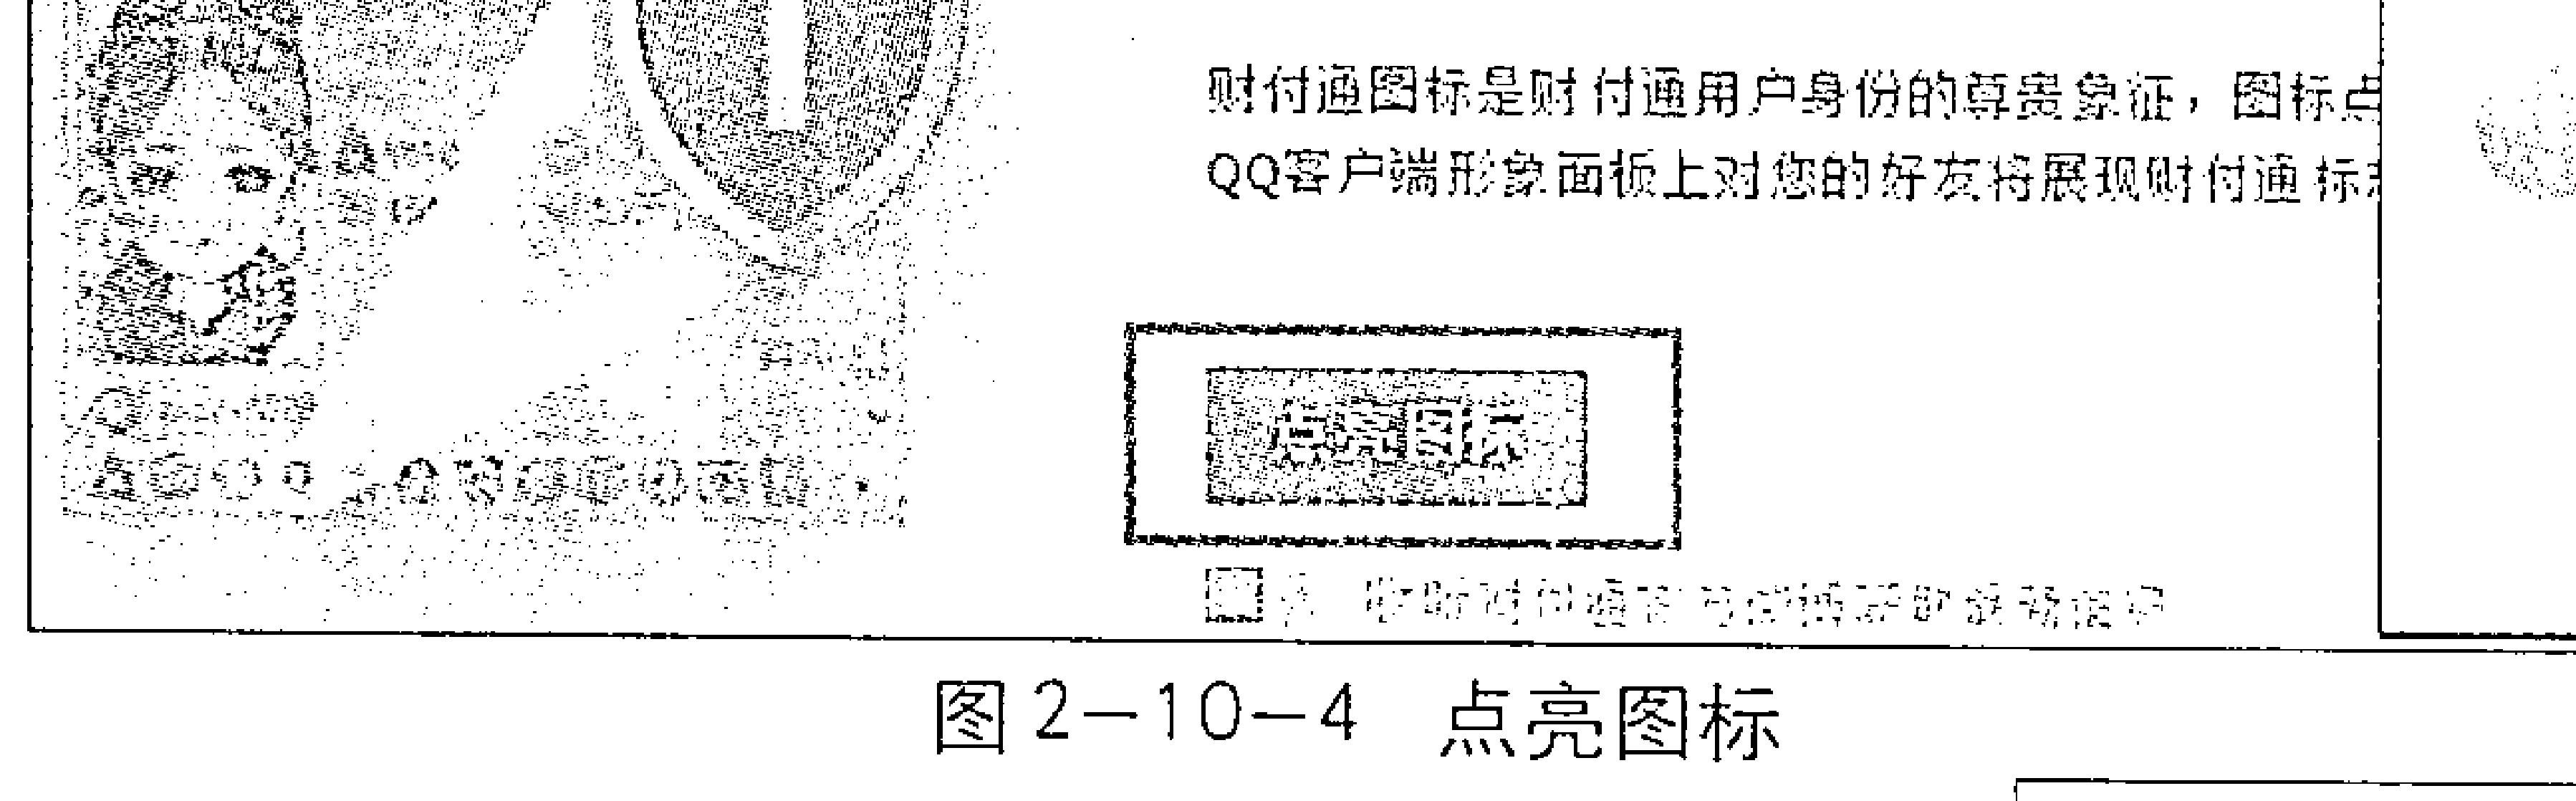 财付通图标是财付通用户身份的尊贵象征，图标点
QQ客户端形象面板上对您的好友将展现财付通标
点亮图标
图2-10-4 点亮图标